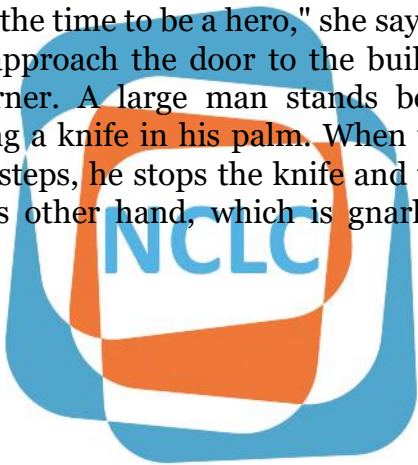 the time to be a hero," she say
approach the door to the buil
rner. A large man stands be
g a knife in his palm. When
steps, he stops the knife and
s other hand, which is gnarl
NCLC